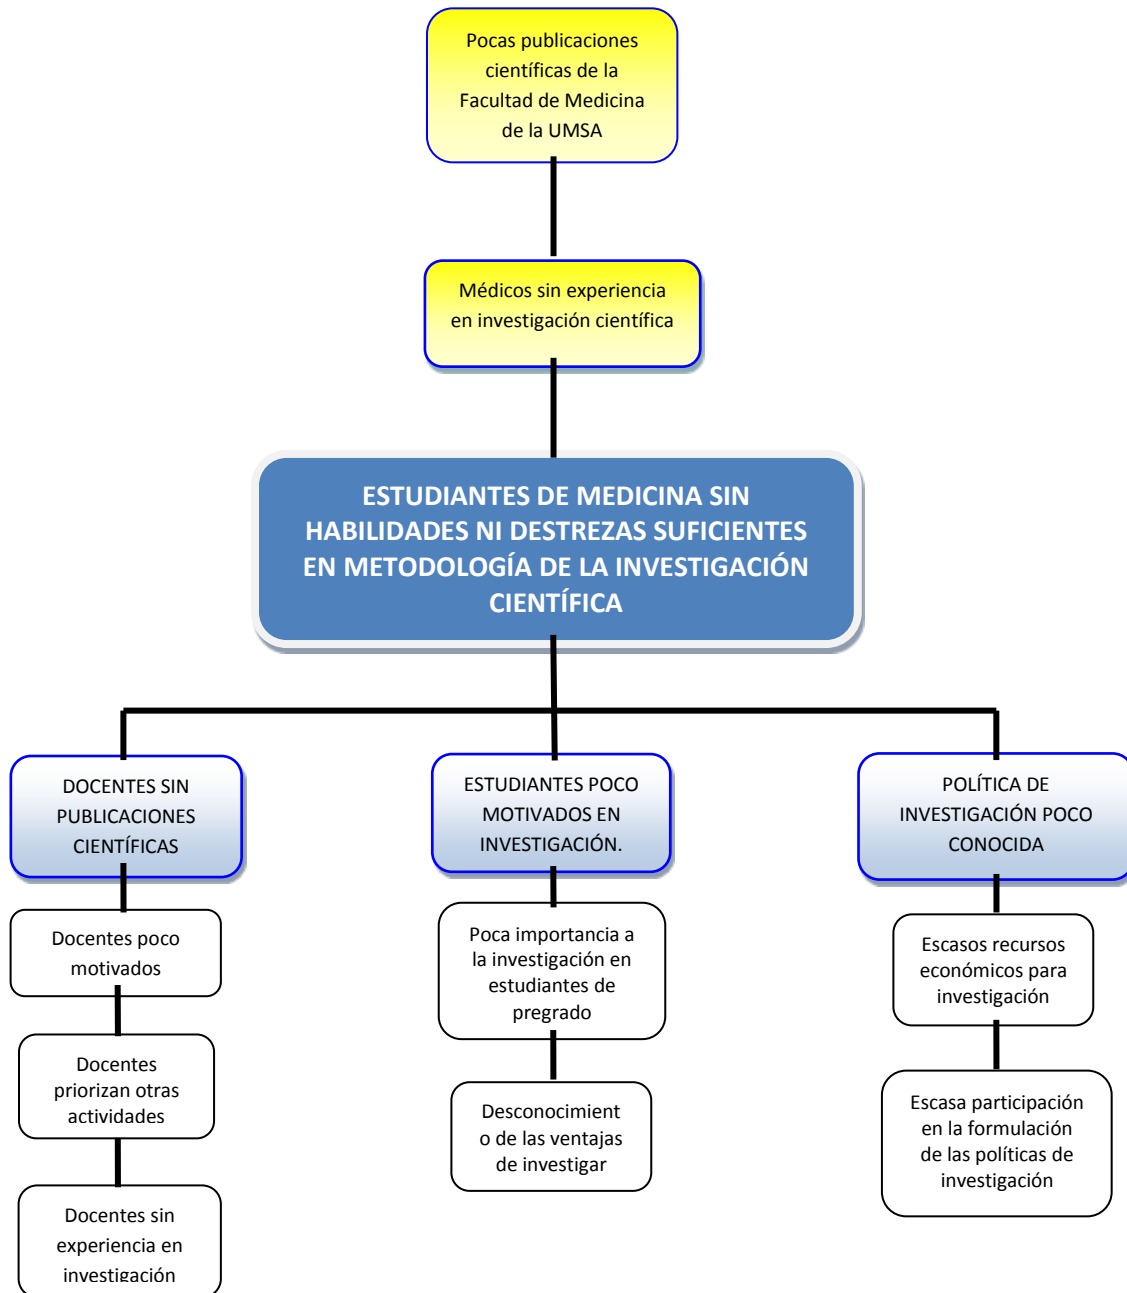 Pocas publicaciones
científicas de la
Facultad de Medicina
de la UMSA
Médicos sin experiencia
en investigación científica
ESTUDIANTES DE MEDICINA SIN
HABILIDADES NI DESTREZAS SUFICIENTES
EN METODOLOGÍA DE LA INVESTIGACIÓN
CIENTÍFICA
DOCENTES SIN
PUBLICACIONES
CIENTÍFICAS
Docentes poco
motivados
Docentes
priorizan otras
actividades
Docentes sin
experiencia en
investigación
ESTUDIANTES POCO
MOTIVADOS EN
INVESTIGACIÓN.
Poca importancia a
la investigación en
estudiantes de
pregrado
Desconocimient
o de las ventajas
de investigar
POLÍTICA DE
INVESTIGACIÓN POCO
CONOCIDA
Escasos recursos
económicos para
investigación
Escasa participación
en la formulación
de las políticas de
investigación